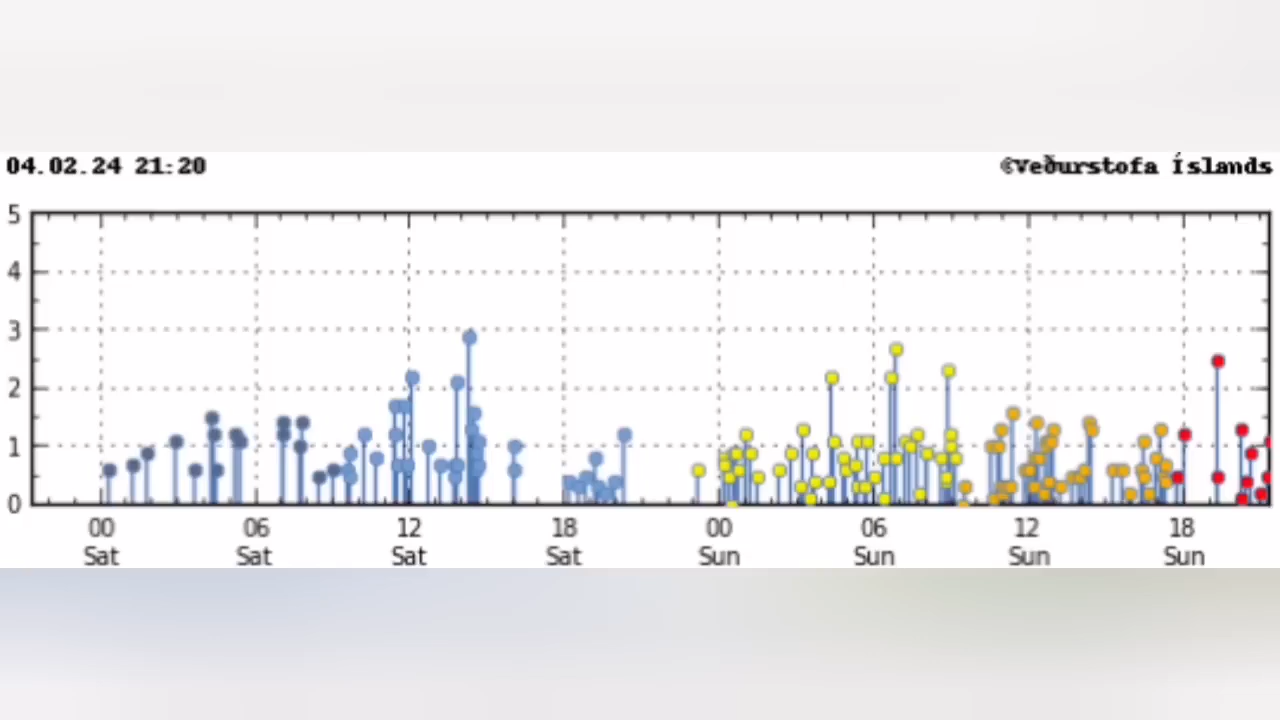 04.02.24 21:20 ©Veðurstofa Íslands
5
4
3
2
1
0
00 06 12 18 00 06 12 18
Sat Sat Sat Sat Sun Sun Sun Sun